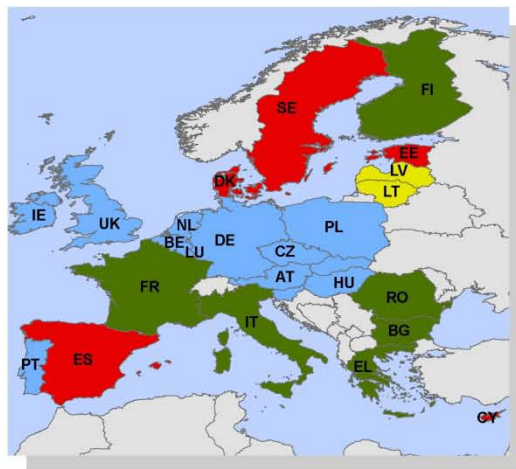 FI
SE
EE
LV
DK
LT
IE
UK
NL
PL
BE
DE
LU
CZ
AT
HU
FR
RO
IT
BG
PT
ES
EL
CY